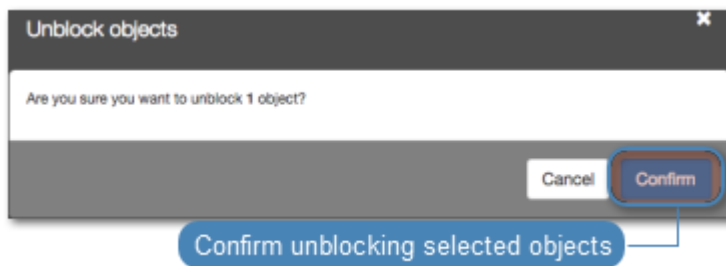 Unblock objects
Are you sure you want to unblock 1 object?
Cancel Confirm
Confirm unblocking selected objects